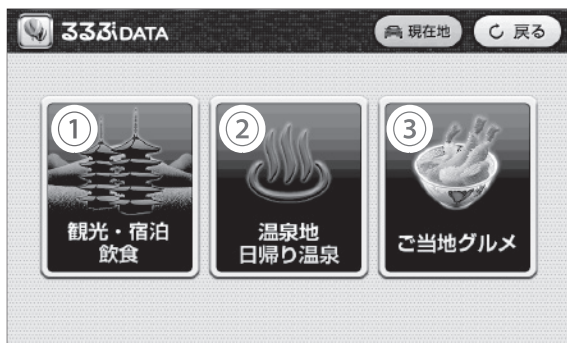 るるぶDATA
現在地
戻る
①
観光・宿泊
飲食
②
温泉地
日帰り温泉
③
ご当地グルメ